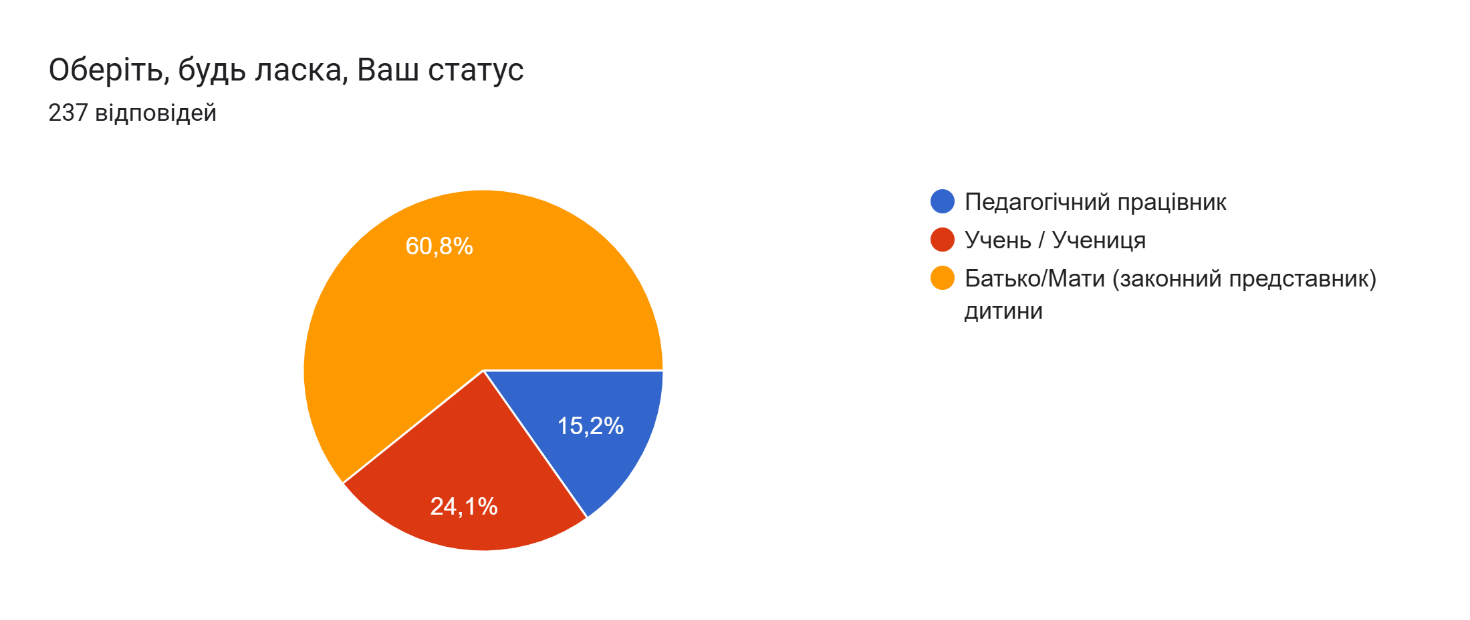 Оберіть, будь ласка, Ваш статус
237 відповідей
60,8%
15,2%
24,1%
Педагогічний працівник
Учень / Учениця
Батько/Мати (законний представник)
дитини